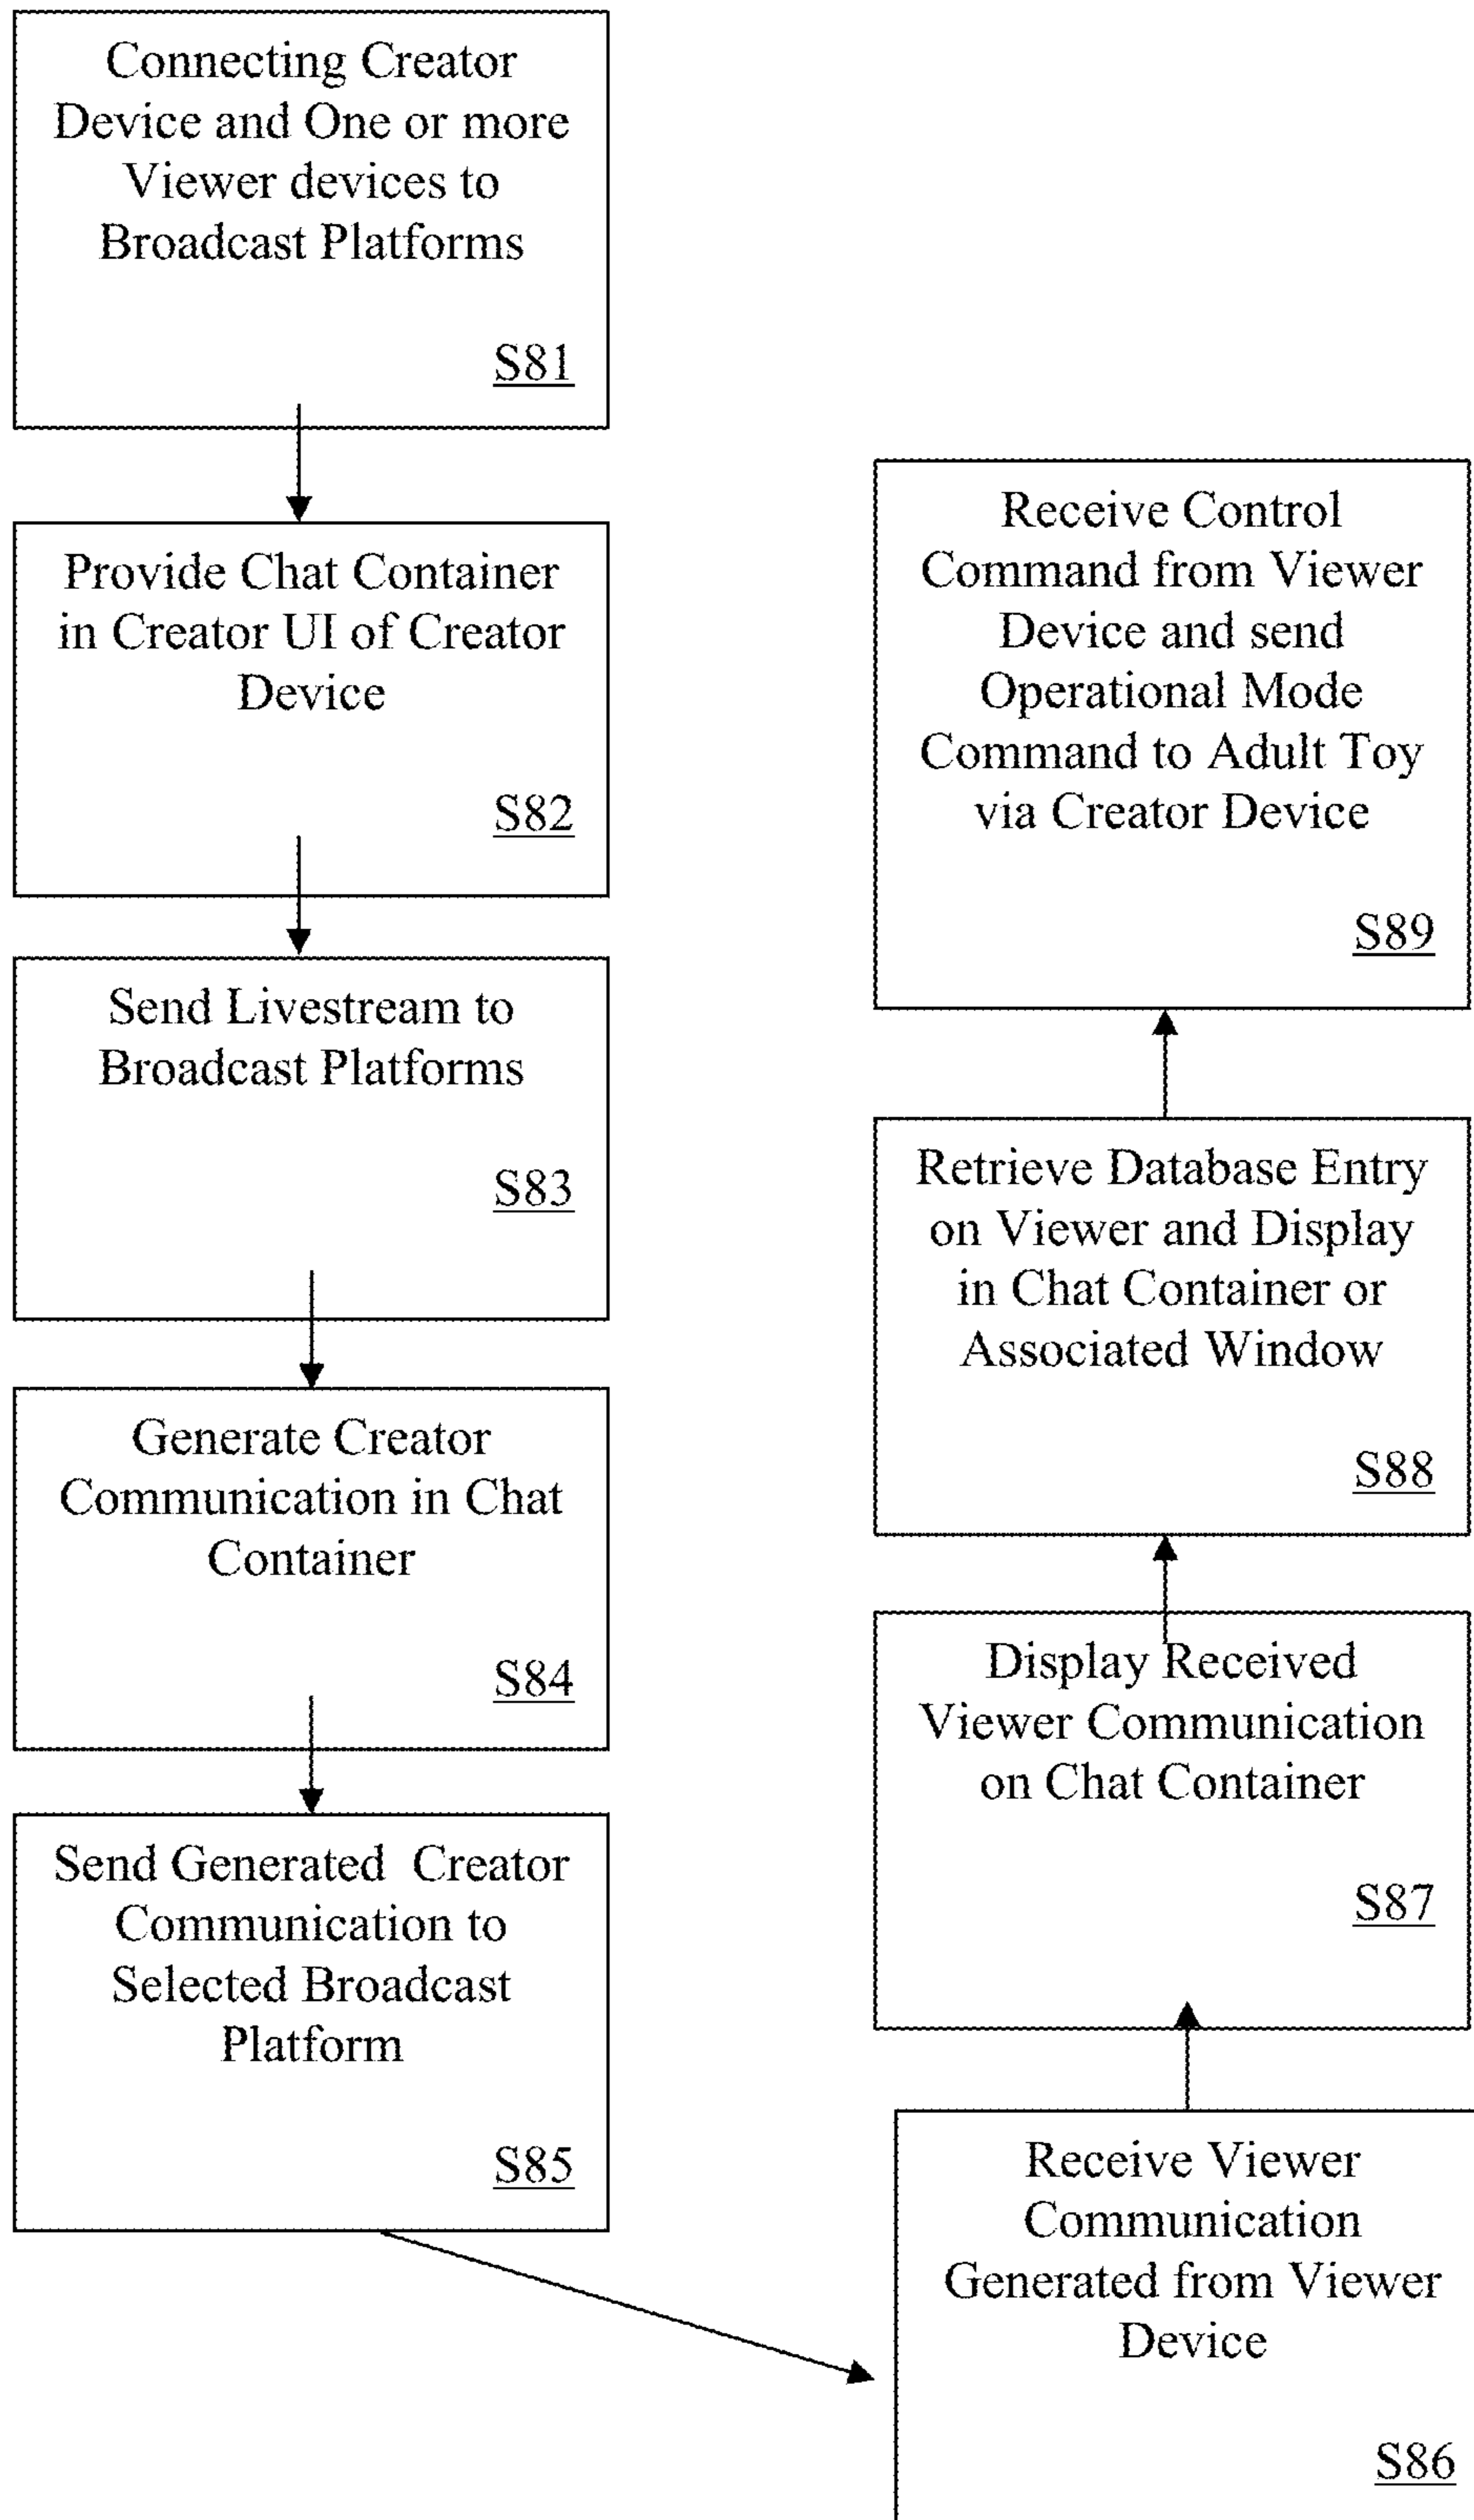 Connecting Creator
Device and One or more
Viewer devices to
Broadcast Platforms
S81
Provide Chat Container
in Creator UI of Creator
Device
S82
Send Livestream to
Broadcast Platforms
S83
Generate Creator
Communication in Chat
Container
S84
Send Generated Creator
Communication to
Selected Broadcast
Platform
S85
Receive Viewer
Communication
Generated from Viewer
Device
S86
Display Received
Viewer Communication
on Chat Container
S87
Retrieve Database Entry
on Viewer and Display
in Chat Container or
Associated Window
S88
Receive Control
Command from Viewer
Device and send
Operational Mode
Command to Adult Toy
via Creator Device
S89